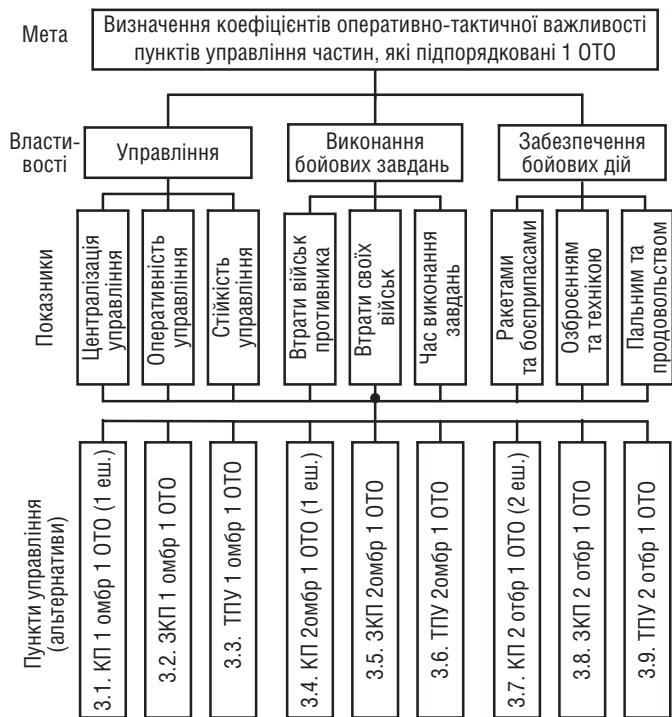 Мета
Визначення коефіцієнтів оперативно-тактичної важливості
пунктів управління частин, які підпорядковані 1 ОТО
Власти-
вості
Управління
Виконання
бойових завдань
Забезпечення
бойових дій
Показники
Централізація
управління
Оперативність
управління
Стійкість
управління
Втрати військ
противника
Втрати своїх
військ
Час виконання
завдань
Ракетами
та боєприпасами
Озброєнням
та технікою
Пальним та
продовольством
Пункти управління
(альтернативи)
3.1. КП 1 омбр 1 ОТО (1 еш.)
3.2. ЗКП 1 омбр 1 ОТО
3.3. ТПУ 1 омбр 1 ОТО
3.4. КП 2омбр 1 ОТО (1 еш.)
3.5. ЗКП 2омбр 1 ОТО
3.6. ТПУ 2омбр 1 ОТО
3.7. КП 2 отбр 1 ОТО (2 еш.)
3.8. ЗКП 2 отбр 1 ОТО
3.9. ТПУ 2 отбр 1 ОТО